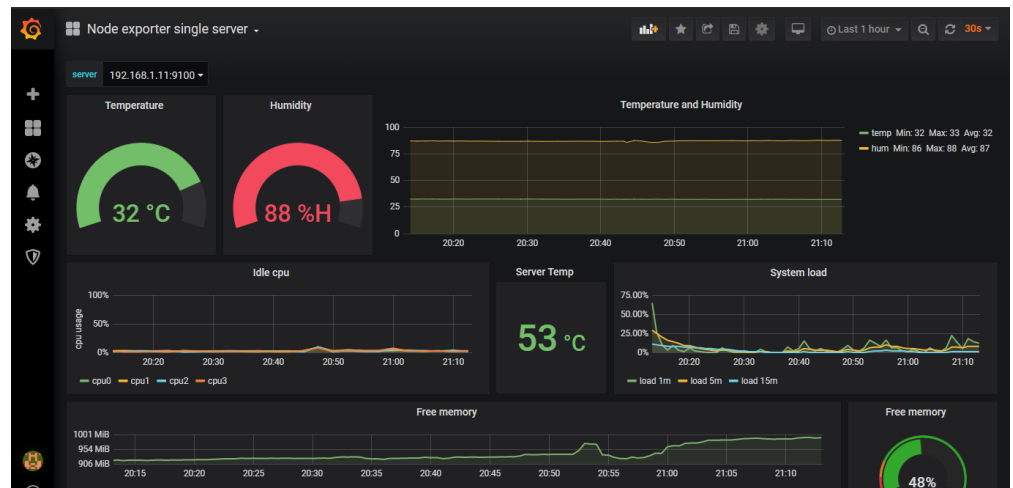 Node exporter single server
Last 1 hour
30s
server 192.168.1.11:9100
Temperature
32 °C
Humidity
88 %H
Temperature and Humidity
100
75
50
25
0
20:20 20:30 20:40 20:50 21:00 21:10
temp Min: 32 Max: 33 Avg: 32
hum Min: 86 Max: 88 Avg: 87
Idle cpu
cpu usage
100%
50%
0%
20:20 20:30 20:40 20:50 21:00 21:10
cpu0 cpu1 cpu2 cpu3
Server Temp
53 °C
System load
75.00%
50.00%
25.00%
0%
20:20 20:30 20:40 20:50 21:00 21:10
load 1m load 5m load 15m
Free memory
1001 MiB
954 MiB
906 MiB
20:15 20:20 20:25 20:30 20:35 20:40 20:45 20:50 20:55 21:00 21:05 21:10
Free memory
48%